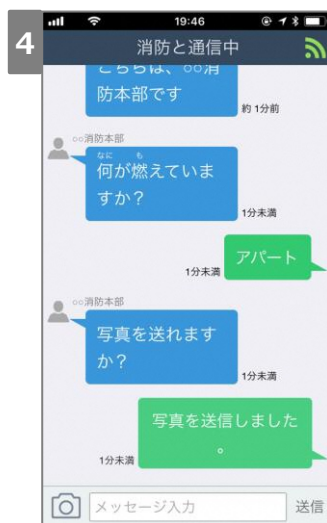 4
19:46
消防と通信中
こちらは、○○消
防本部です
約 1分前
○○消防本部
なに も
何が燃えていま
すか？
1分未満
アパート
1分未満
○○消防本部
写真を送れます
か？
1分未満
写真を送信しました
。
1分未満
メッセージ入力
送信